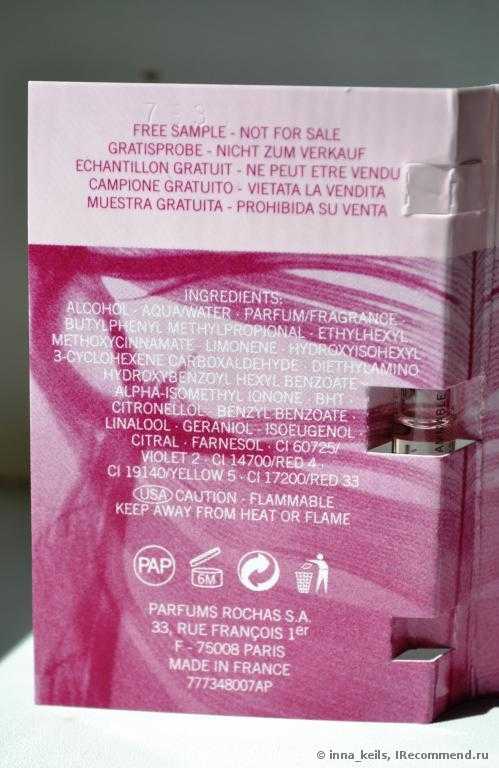 7 3
FREE SAMPLE - NOT FOR SALE
GRATISPROBE - NICHT ZUM VERKAUF
ECHANTILLON GRATUIT - NE PEUT ETRE VENDU
CAMPIONE GRATUITO - VIETATA LA VENDITA
MUESTRA GRATUITA - PROHIBIDA SU VENTA
INGREDIENTS:
ALCOHOL · AQUA/WATER · PARFUM/FRAGRANCE ·
BUTYLPHENYL METHYLPROPIONAL · ETHYLHEXYL
METHOXYCINNAMATE · LIMONENE · HYDROXYISOHEXYL
3-CYCLOHEXENE CARBOXALDEHYDE · DIETHYLAMINO
HYDROXYBENZOYL HEXYL BENZOATE ·
ALPHA-ISOMETHYL IONONE · BHT ·
CITRONELLOL · BENZYL BENZOATE ·
LINALOOL · GERANIOL · ISOEUGENOL ·
CITRAL · FARNESOL · CI 60725/
VIOLET 2 · CI 14700/RED 4 ·
CI 19140/YELLOW 5 · CI 17200/RED 33
USA CAUTION - FLAMMABLE
KEEP AWAY FROM HEAT OR FLAME
PAP 6M
PARFUMS ROCHAS S.A.
33, RUE FRANÇOIS 1er
F - 75008 PARIS
MADE IN FRANCE
777348007AP
© inna_keils, IRecommend.ru